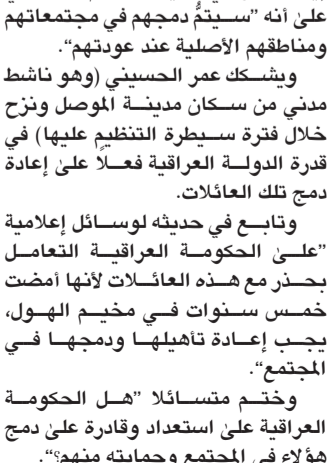 على أنه ”سيتمُّ دمجهم في مجتمعاتهم
ومناطقهم الأصلية عند عودتهم“.
ويشكك عمر الحسيني (وهو ناشط
مدني من سكان مدينة الموصل ونزح
خلال فترة سيطرة التنظيم عليها) في
قدرة الدولة العراقية فعلًا على إعادة
دمج تلك العائلات.
وتابع في حديثه لوسائل إعلامية
”على الحكومة العراقية التعامل
بحذر مع هذه العائلات لأنها أمضت
خمس سنوات في مخيم الهول،
يجب إعادة تأهيلها ودمجها في
المجتمع“.
وختم متسائلا ”هل الحكومة
العراقية على استعداد وقادرة على دمج
هؤلاء في المجتمع وحمايته منهم؟“.